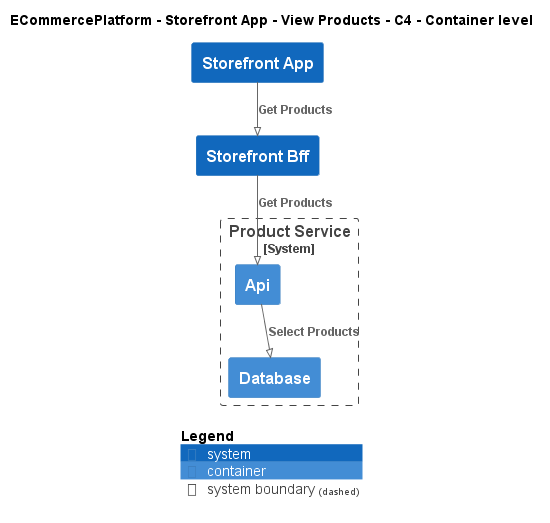 ECommercePlatform - Storefront App - View Products - C4 - Container level
Storefront App
Get Products
Storefront Bff
Get Products
Product Service
[System]
Api
Select Products
Database
Legend
system
container
system boundary (dashed)